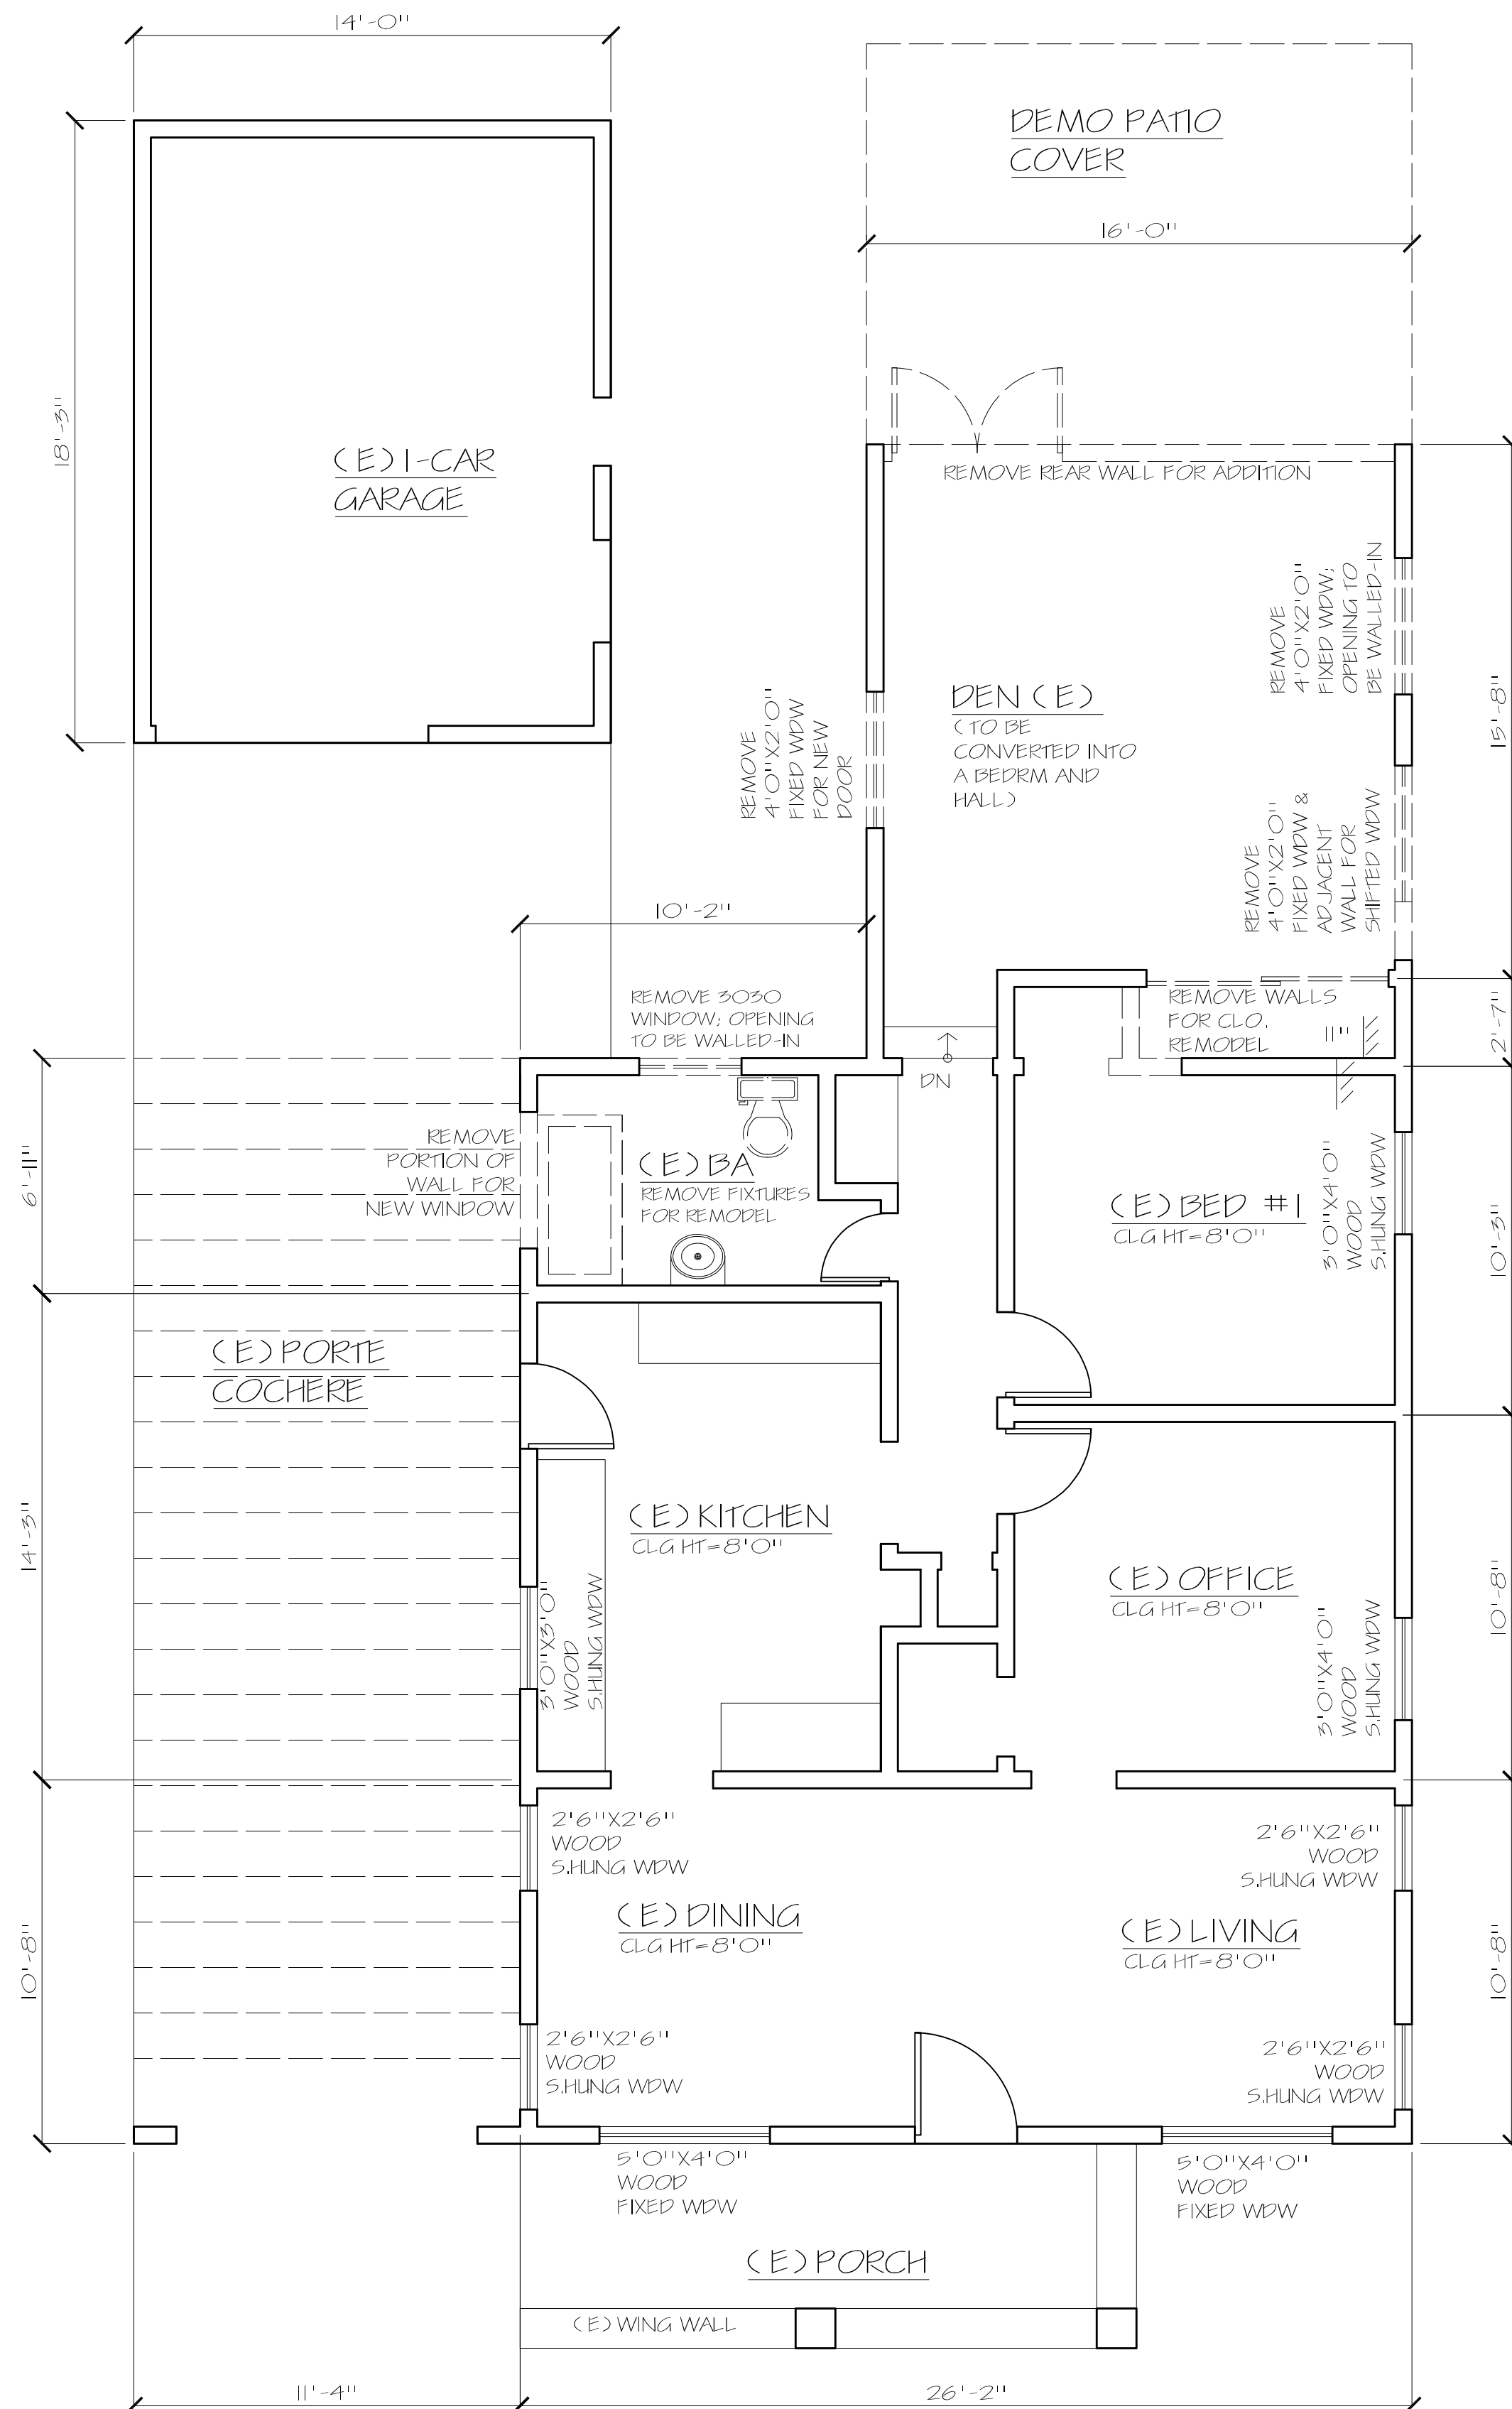 14'-0"
DEMO PATIO
COVER
16'-0"
18'-3"
(E) 1-CAR
GARAGE
REMOVE REAR WALL FOR ADDITION
REMOVE
4'0"X2'0"
FIXED WDW;
OPENING TO
BE WALLED-IN
15'-8"
DEN (E)
(TO BE
CONVERTED INTO
A BEDRM AND
HALL)
REMOVE
4'0"X2'0"
FIXED WDW
FOR NEW
DOOR
REMOVE
4'0"X2'0"
FIXED WDW &
ADJACENT
WALL FOR
SHIFTED WDW
10'-2"
REMOVE 3030
WINDOW; OPENING
TO BE WALLED-IN
REMOVE WALLS
FOR CLO.
REMODEL
11"
2'-7"
DN
6'-11"
REMOVE
PORTION OF
WALL FOR
NEW WINDOW
(E) BA
REMOVE FIXTURES
FOR REMODEL
(E) BED #1
CLG HT=8'0"
3'0"X4'0"
WOOD
S.HUNG WDW
10'-3"
(E) PORTE
COCHERE
14'-3"
(E) KITCHEN
CLG HT=8'0"
3'0"X3'0"
WOOD
S.HUNG WDW
(E) OFFICE
CLG HT=8'0"
3'0"X4'0"
WOOD
S.HUNG WDW
10'-8"
2'6"X2'6"
WOOD
S.HUNG WDW
2'6"X2'6"
WOOD
S.HUNG WDW
(E) DINING
CLG HT=8'0"
(E) LIVING
CLG HT=8'0"
10'-8"
10'-8"
2'6"X2'6"
WOOD
S.HUNG WDW
2'6"X2'6"
WOOD
S.HUNG WDW
5'0"X4'0"
WOOD
FIXED WDW
5'0"X4'0"
WOOD
FIXED WDW
(E) PORCH
(E) WING WALL
11'-4"
26'-2"